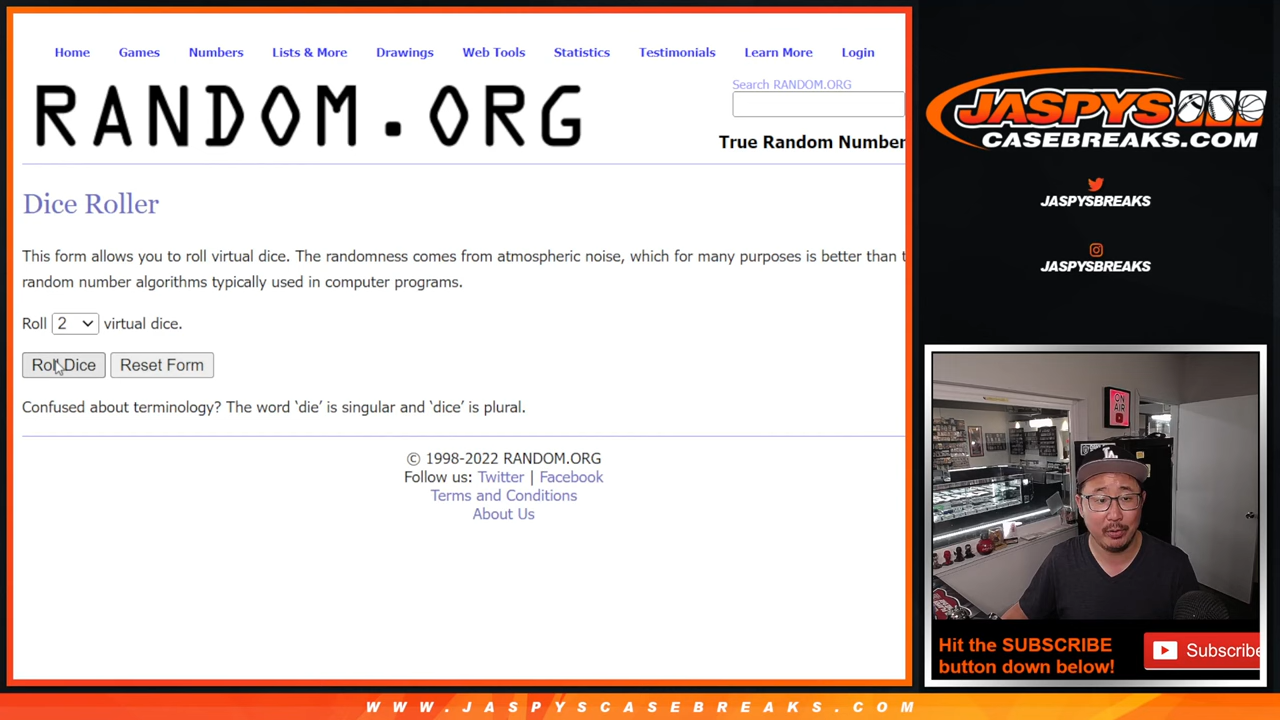 Home Games Numbers Lists & More Drawings Web Tools Statistics Testimonials Learn More Login
RANDOM.ORG
Search RANDOM.ORG
True Random Number
Dice Roller
This form allows you to roll virtual dice. The randomness comes from atmospheric noise, which for many purposes is better than t
random number algorithms typically used in computer programs.
Roll 2 virtual dice.
Roll Dice Reset Form
Confused about terminology? The word ‘die’ is singular and ‘dice’ is plural.
© 1998-2022 RANDOM.ORG
Follow us: Twitter | Facebook
Terms and Conditions
About Us
JASPYS
CASEBREAKS.COM
JASPYSBREAKS
JASPYSBREAKS
ON
AIR
LA
Hit the SUBSCRIBE
button down below!
Subscribe
WWW.JASPYSCASEBREAKS.COM